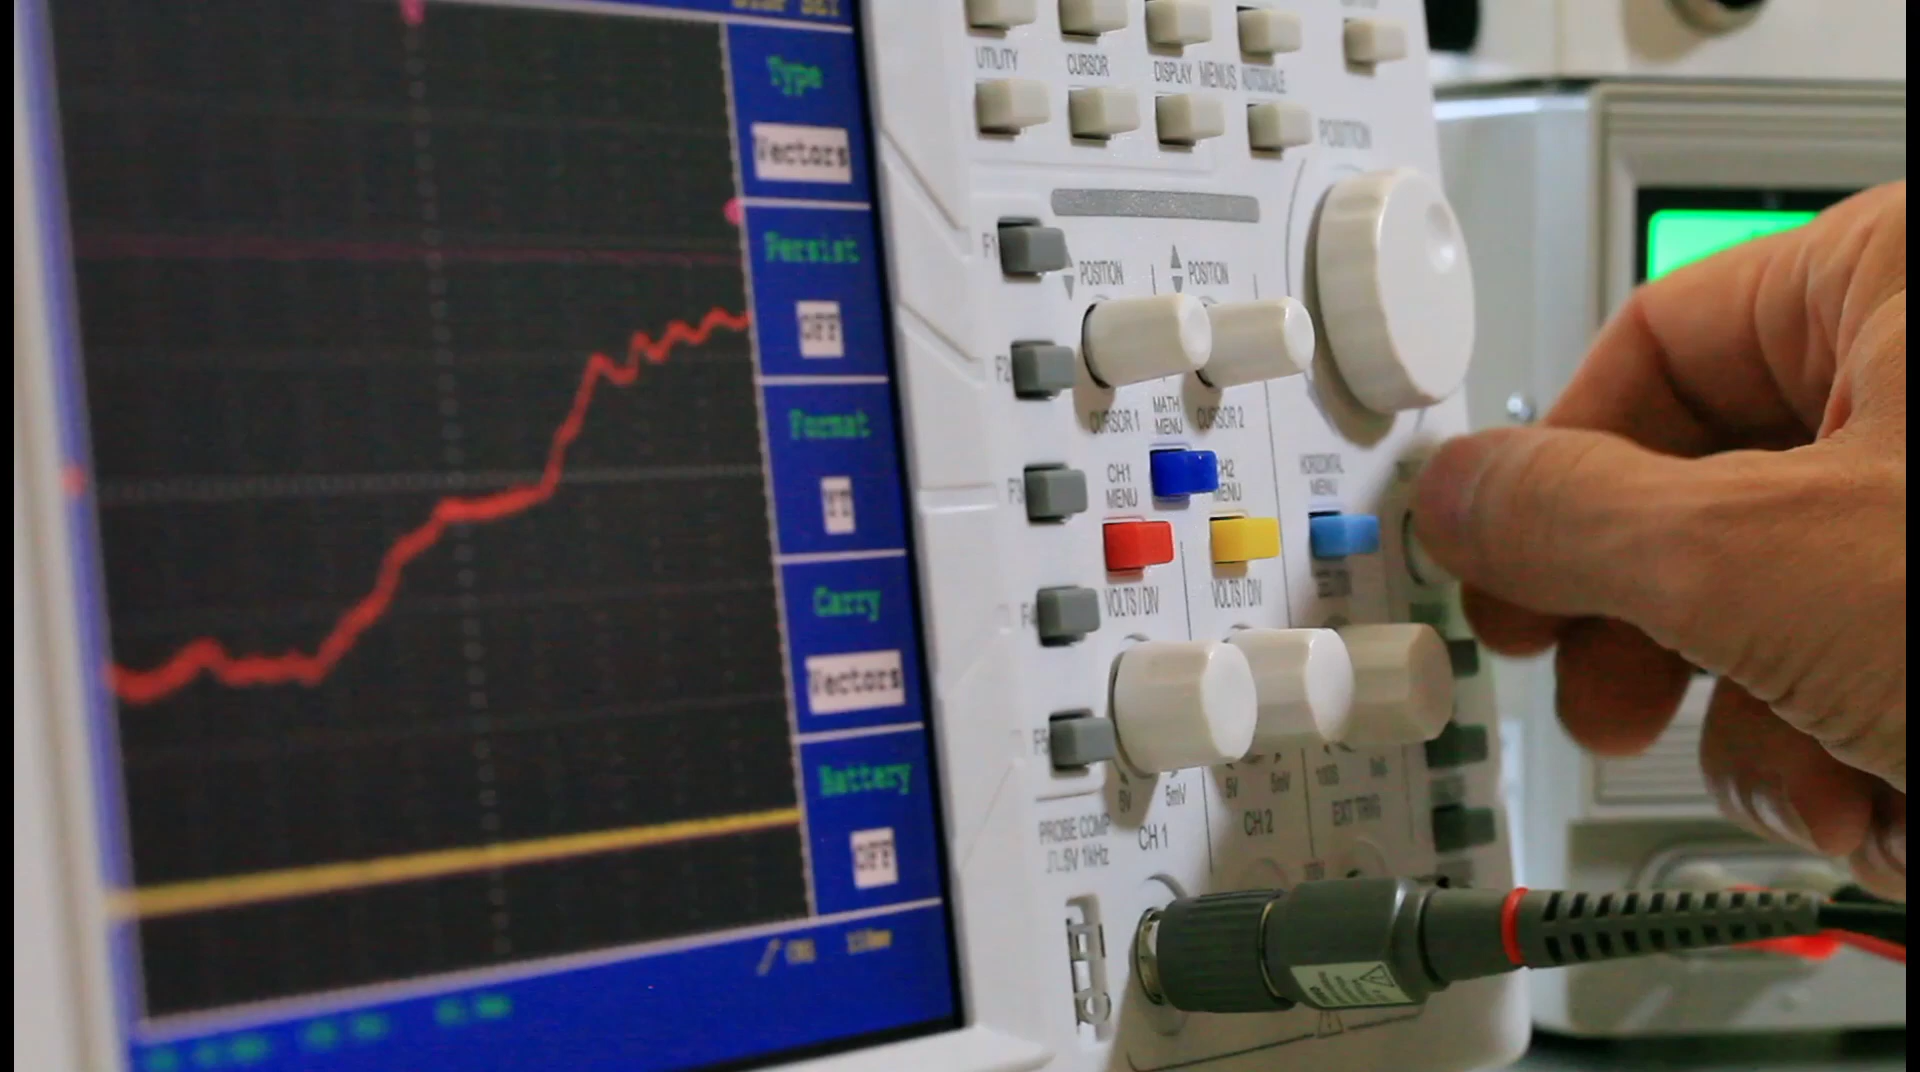 Type
Vectors
Persist
OFF
Format
YT
Carry
Vectors
Battery
OFF
UTILITY
CURSOR
DISPLAY
MENUS
AUTOSCALE
POSITION
F1
POSITION
POSITION
F2
CURSOR 1
MATH
MENU
CURSOR 2
F3
CH1
MENU
CH2
MENU
HORIZONTAL
MENU
F4
VOLTS / DIV
VOLTS / DIV
F5
5V
5mV
5V
5mV
PROBE COMP
5V 1kHz
CH 1
CH 2
EXT TRIG